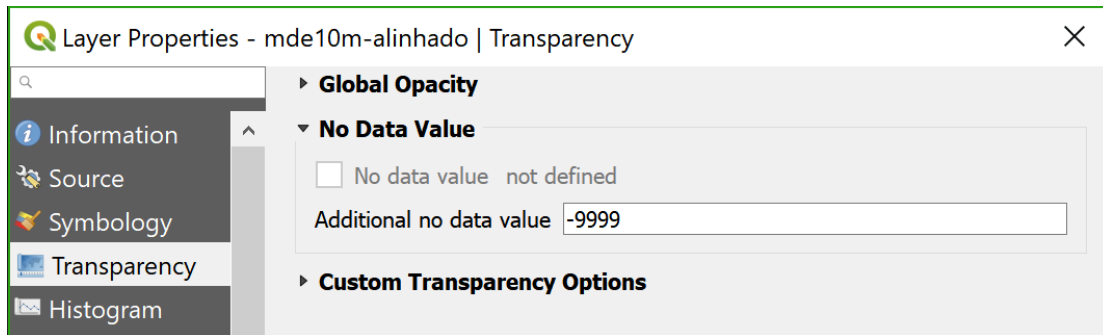 Layer Properties - mde10m-alinhado | Transparency
Information
Source
Symbology
Transparency
Histogram
Global Opacity
No Data Value
No data value not defined
Additional no data value -9999
Custom Transparency Options